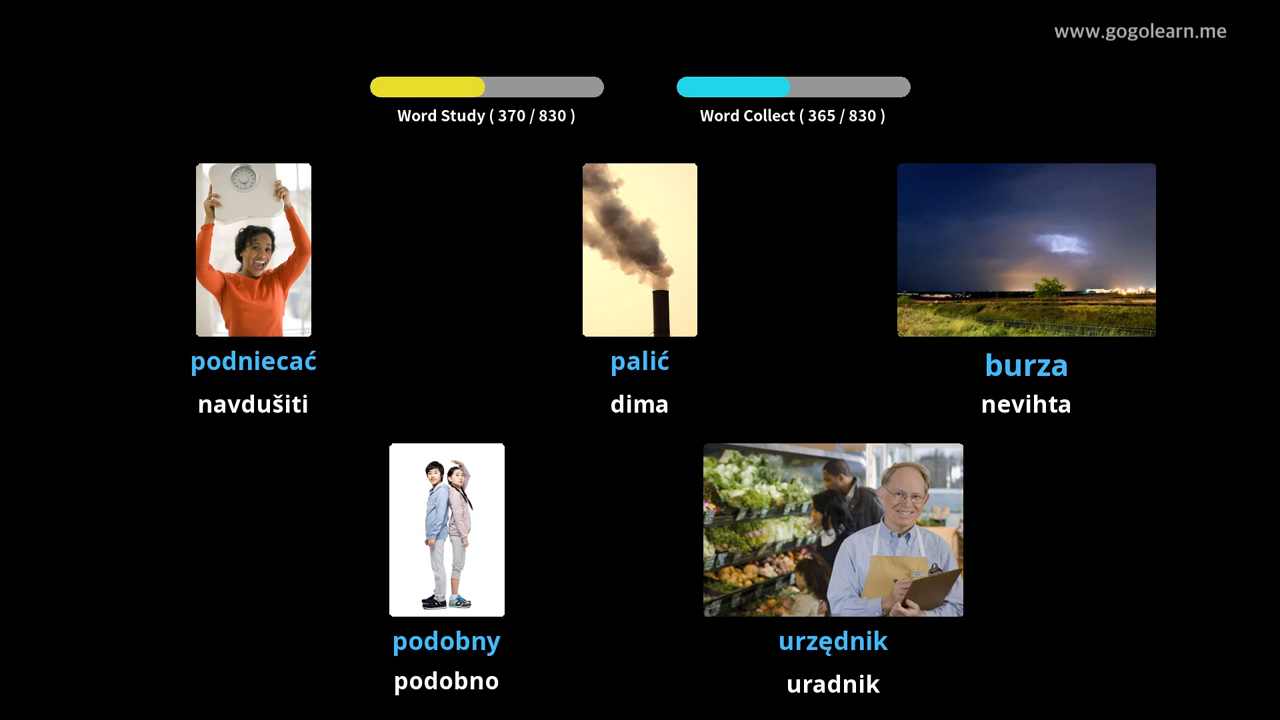 www.gogolearn.me
Word Study ( 370 / 830 )
Word Collect ( 365 / 830 )
podniecać
navdušiti
palić
dima
burza
nevihta
podobny
podobno
urzędnik
uradnik